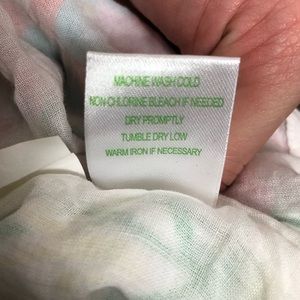 MACHINE WASH COLD
NON-CHLORINE BLEACH IF NEEDED
DRY PROMPTLY
TUMBLE DRY LOW
WARM IRON IF NECESSARY